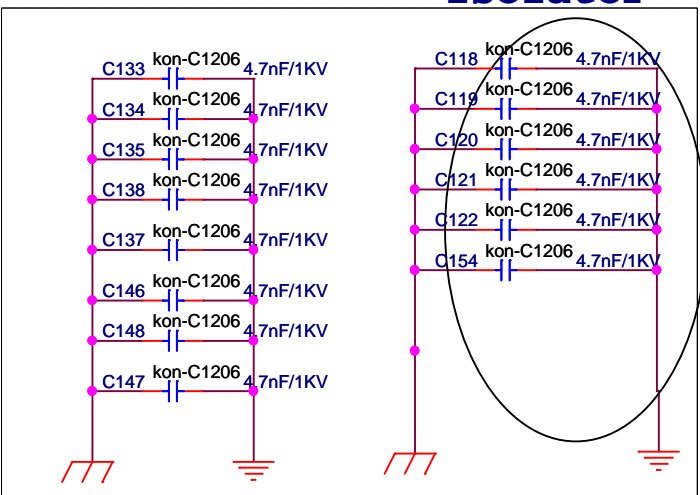 C133 kon-C1206 4.7nF/1KV
C134 kon-C1206 4.7nF/1KV
C135 kon-C1206 4.7nF/1KV
C138 kon-C1206 4.7nF/1KV
C137 kon-C1206 4.7nF/1KV
C146 kon-C1206 4.7nF/1KV
C148 kon-C1206 4.7nF/1KV
C147 kon-C1206 4.7nF/1KV
C118 kon-C1206 4.7nF/1KV
C119 kon-C1206 4.7nF/1KV
C120 kon-C1206 4.7nF/1KV
C121 kon-C1206 4.7nF/1KV
C122 kon-C1206 4.7nF/1KV
C154 kon-C1206 4.7nF/1KV